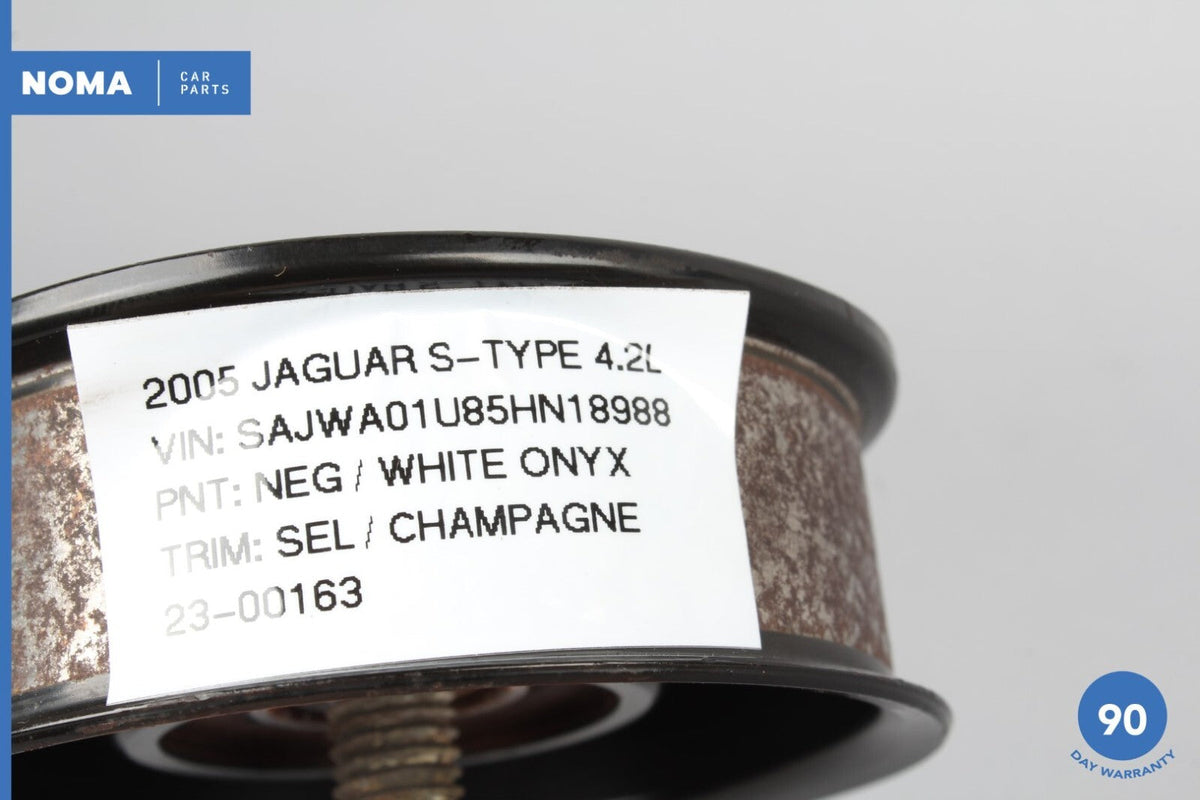 NOMA
CAR
PARTS
2005 JAGUAR S-TYPE 4.2L
VIN: SAJWA01U85HN18988
PNT: NEG / WHITE ONYX
TRIM: SEL / CHAMPAGNE
23-00163
90
DAY WARRANTY